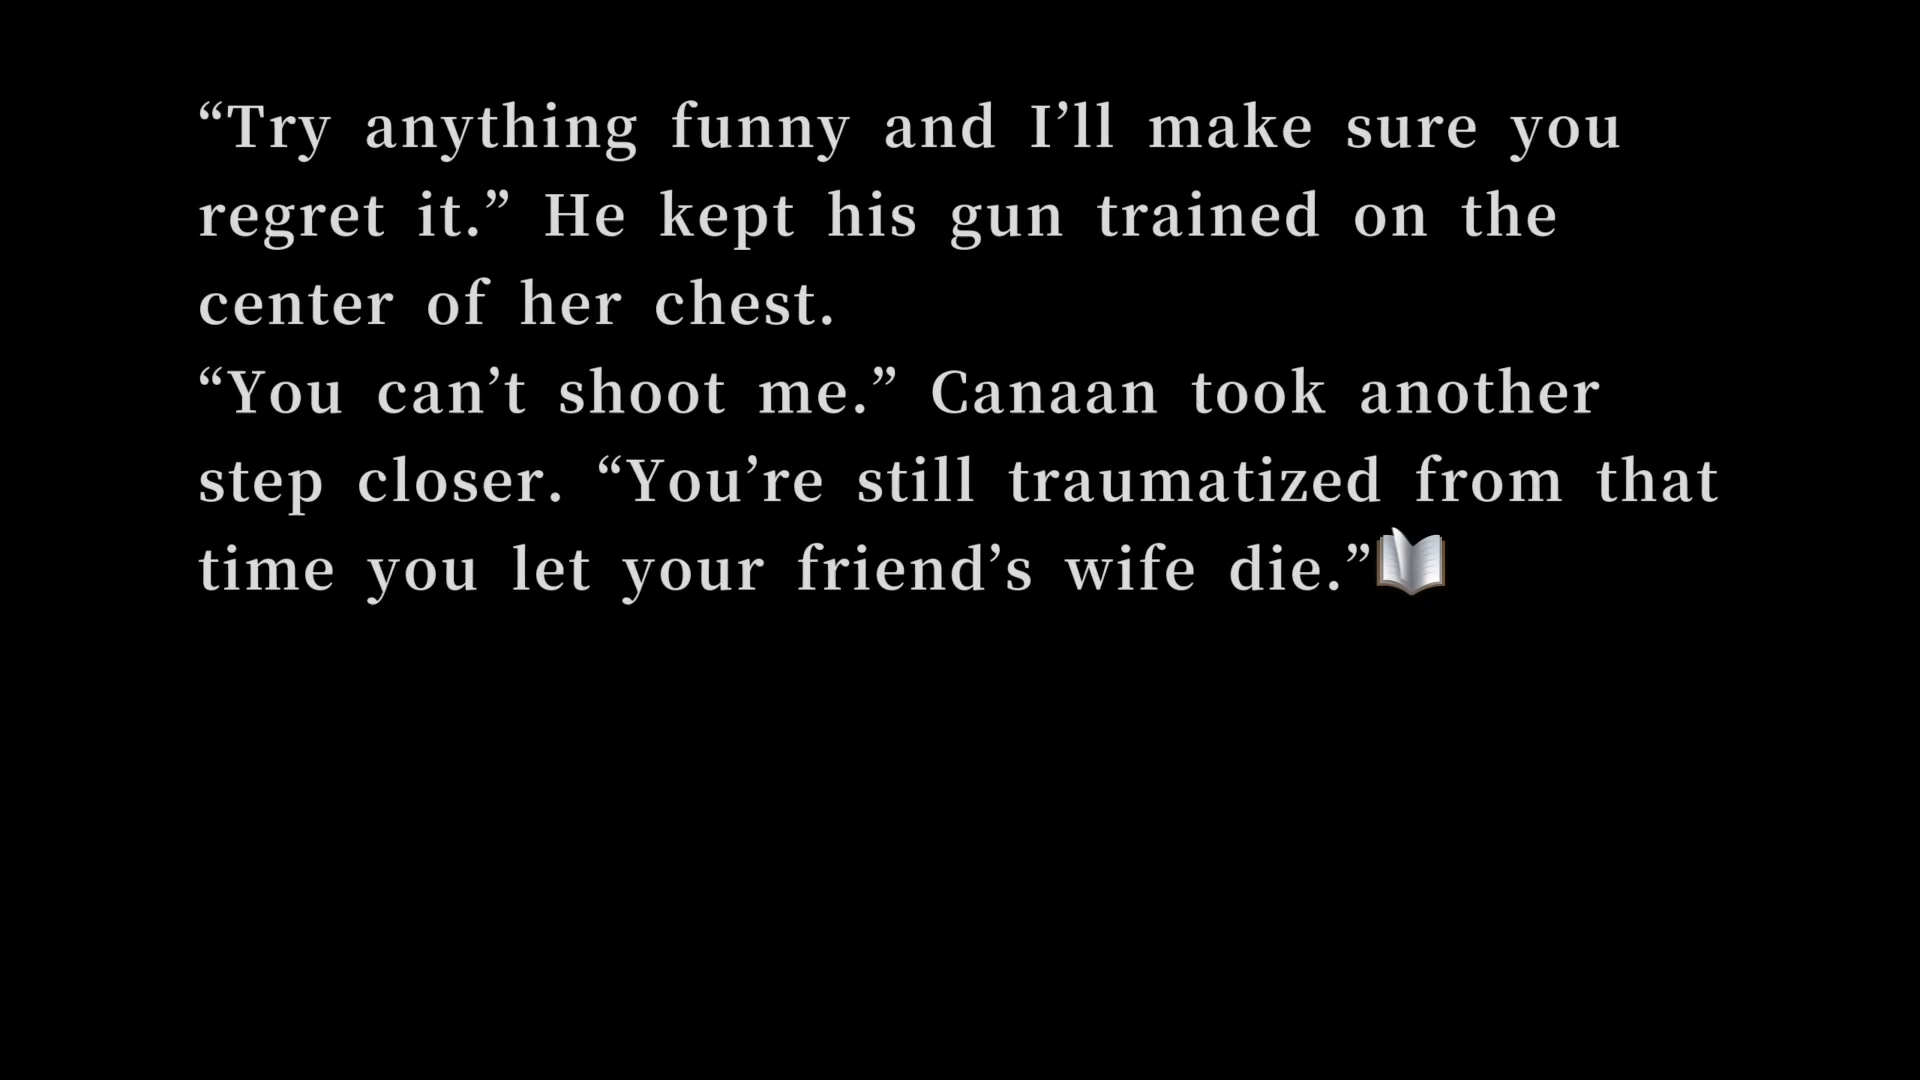 “Try anything funny and I’ll make sure you
regret it.” He kept his gun trained on the
center of her chest.
“You can’t shoot me.” Canaan took another
step closer. “You’re still traumatized from that
time you let your friend’s wife die.”